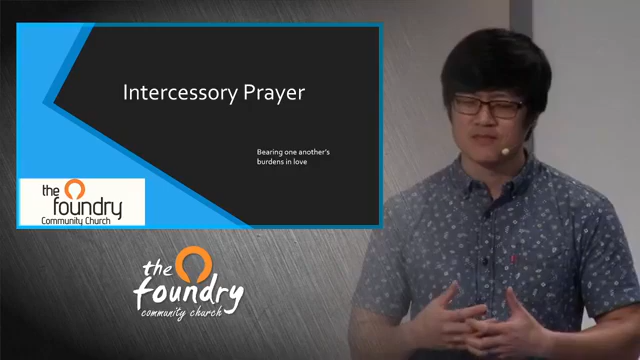 Intercessory Prayer
Bearing one another's
burdens in love
the
foundry
Community Church
the
foundry
community church